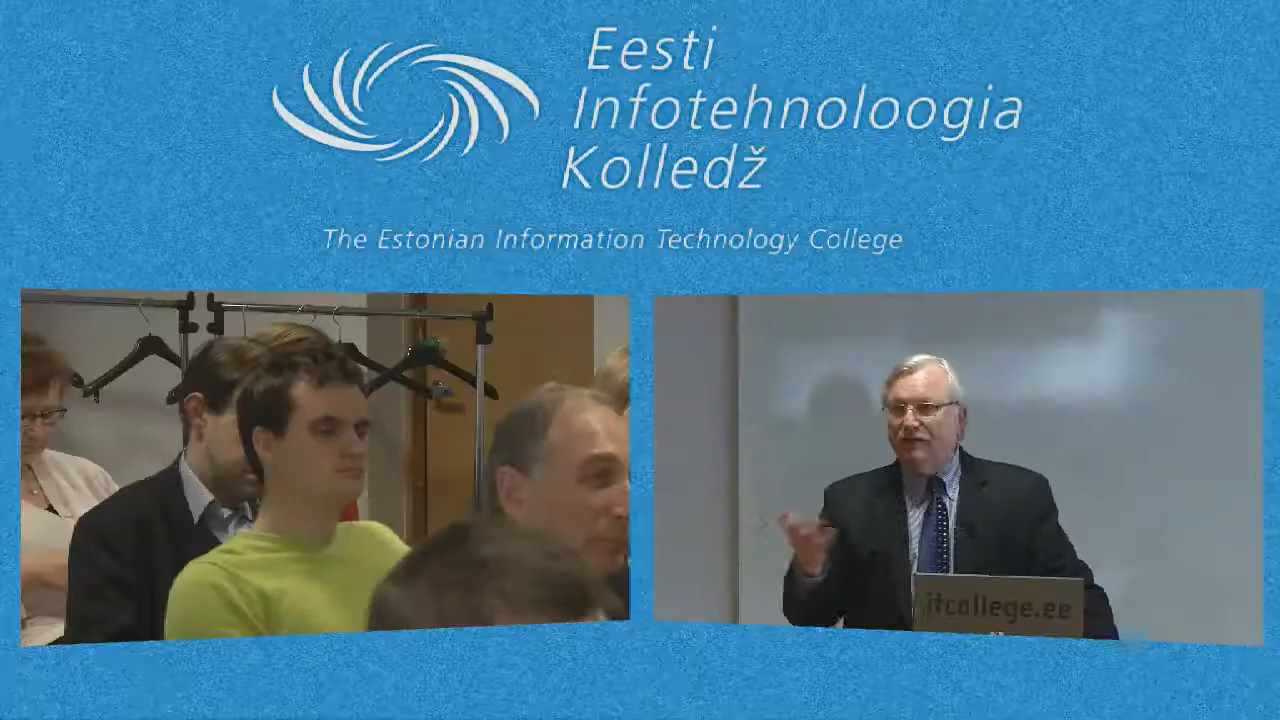 Eesti
Infotehnoloogia
Kolledž
The Estonian Information Technology College
itcollege.ee